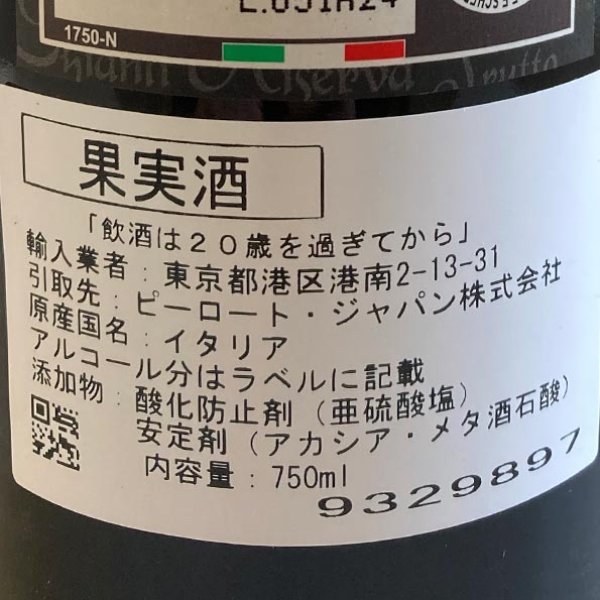 1750-N
果実酒
「飲酒は20歳を過ぎてから」
輸入業者:東京都港区港南2-13-31
引取先:ピーロート・ジャパン株式会社
原産国名:イタリア
アルコール分はラベルに記載
添加物:酸化防止剤(亜硫酸塩)
安定剤(アカシア・メタ酒石酸)
内容量:750ml
9329897